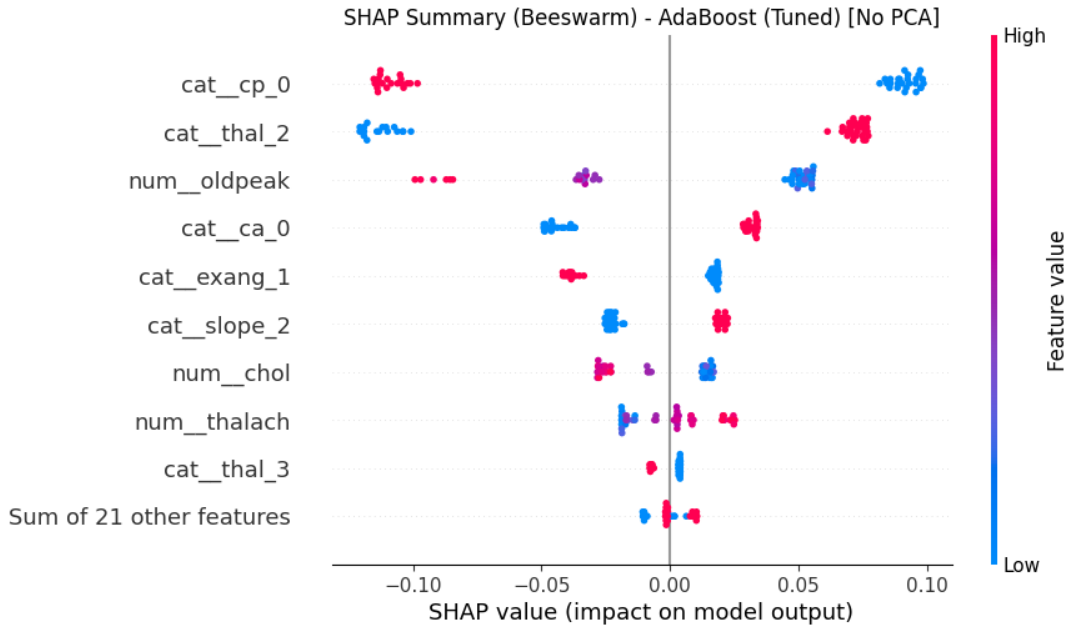 SHAP Summary (Beeswarm) - AdaBoost (Tuned) [No PCA]
High
cat__cp_0
cat__thal_2
num__oldpeak
cat__ca_0
cat__exang_1
cat__slope_2
num__chol
num__thalach
cat__thal_3
Sum of 21 other features
Feature value
Low
−0.10 −0.05 0.00 0.05 0.10
SHAP value (impact on model output)